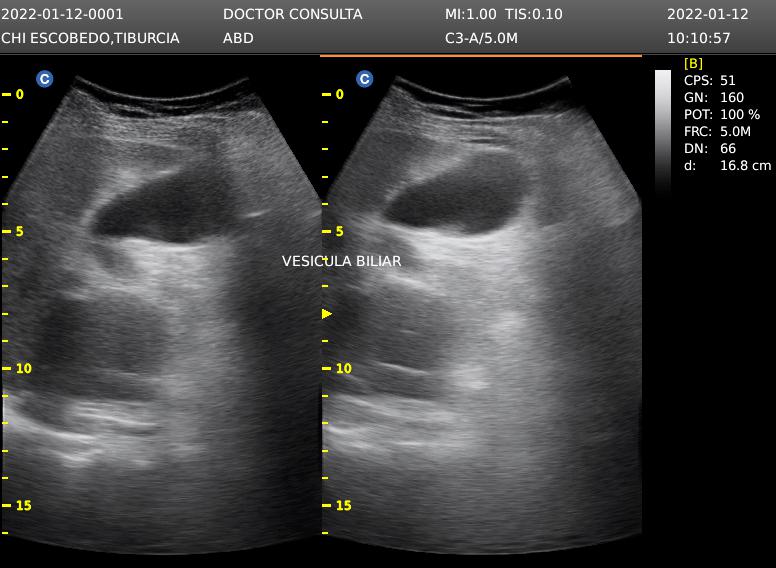 2022-01-12-0001 DOCTOR CONSULTA MI:1.00 TIS:0.10 2022-01-12
CHI ESCOBEDO,TIBURCIA ABD C3-A/5.0M 10:10:57
[B]
CPS: 51
GN: 160
POT: 100 %
FRC: 5.0M
DN: 66
d: 16.8 cm
C C
0 0
5 5
VESICULA BILIAR
10 10
15 15